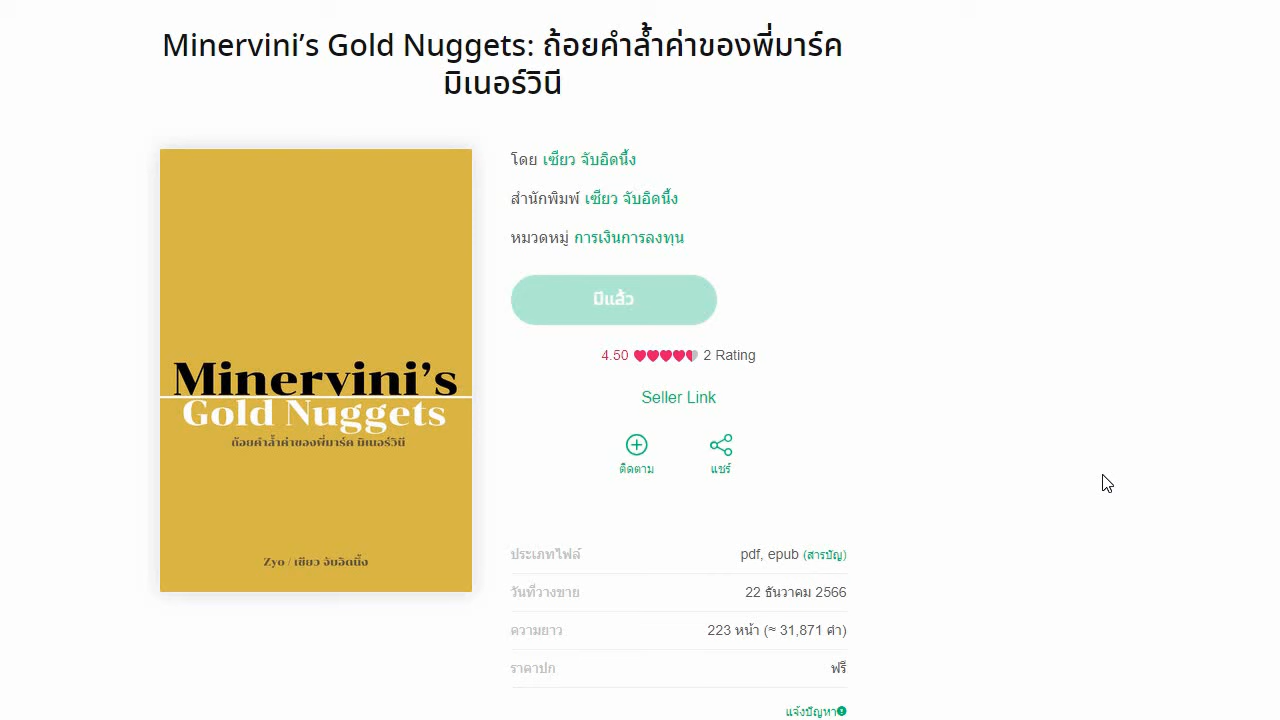 Minervini’s Gold Nuggets: ถ้อยคำล้ำค่าของพี่มาร์ค
มิเนอร์วินี
Minervini’s
Gold Nuggets
ถ้อยคำล้ำค่าของพี่มาร์ค มิเนอร์วินี
Zyo / เซียว จับอิดนึ้ง
โดย เซียว จับอิดนึ้ง
สำนักพิมพ์ เซียว จับอิดนึ้ง
หมวดหมู่ การเงินการลงทุน
มีแล้ว
4.50 2 Rating
Seller Link
ติดตาม แชร์
ประเภทไฟล์ pdf, epub (สารบัญ)
วันที่วางขาย 22 ธันวาคม 2566
ความยาว 223 หน้า (≈ 31,871 คำ)
ราคาปก ฟรี
แจ้งปัญหา